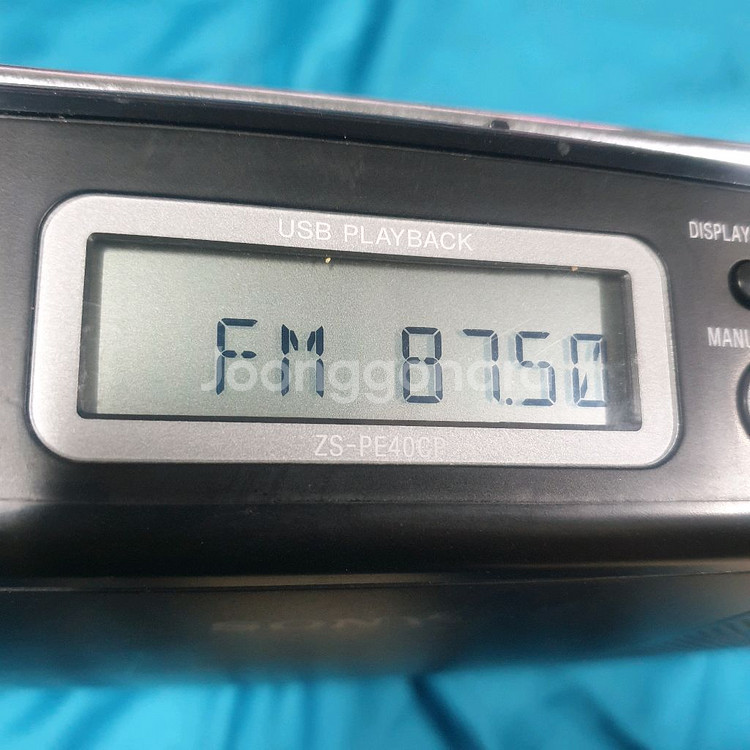 USB PLAYBACK
DISPLAY
FM 87.50
MANU
Joonggonara
ZS-PE40CP
SONY